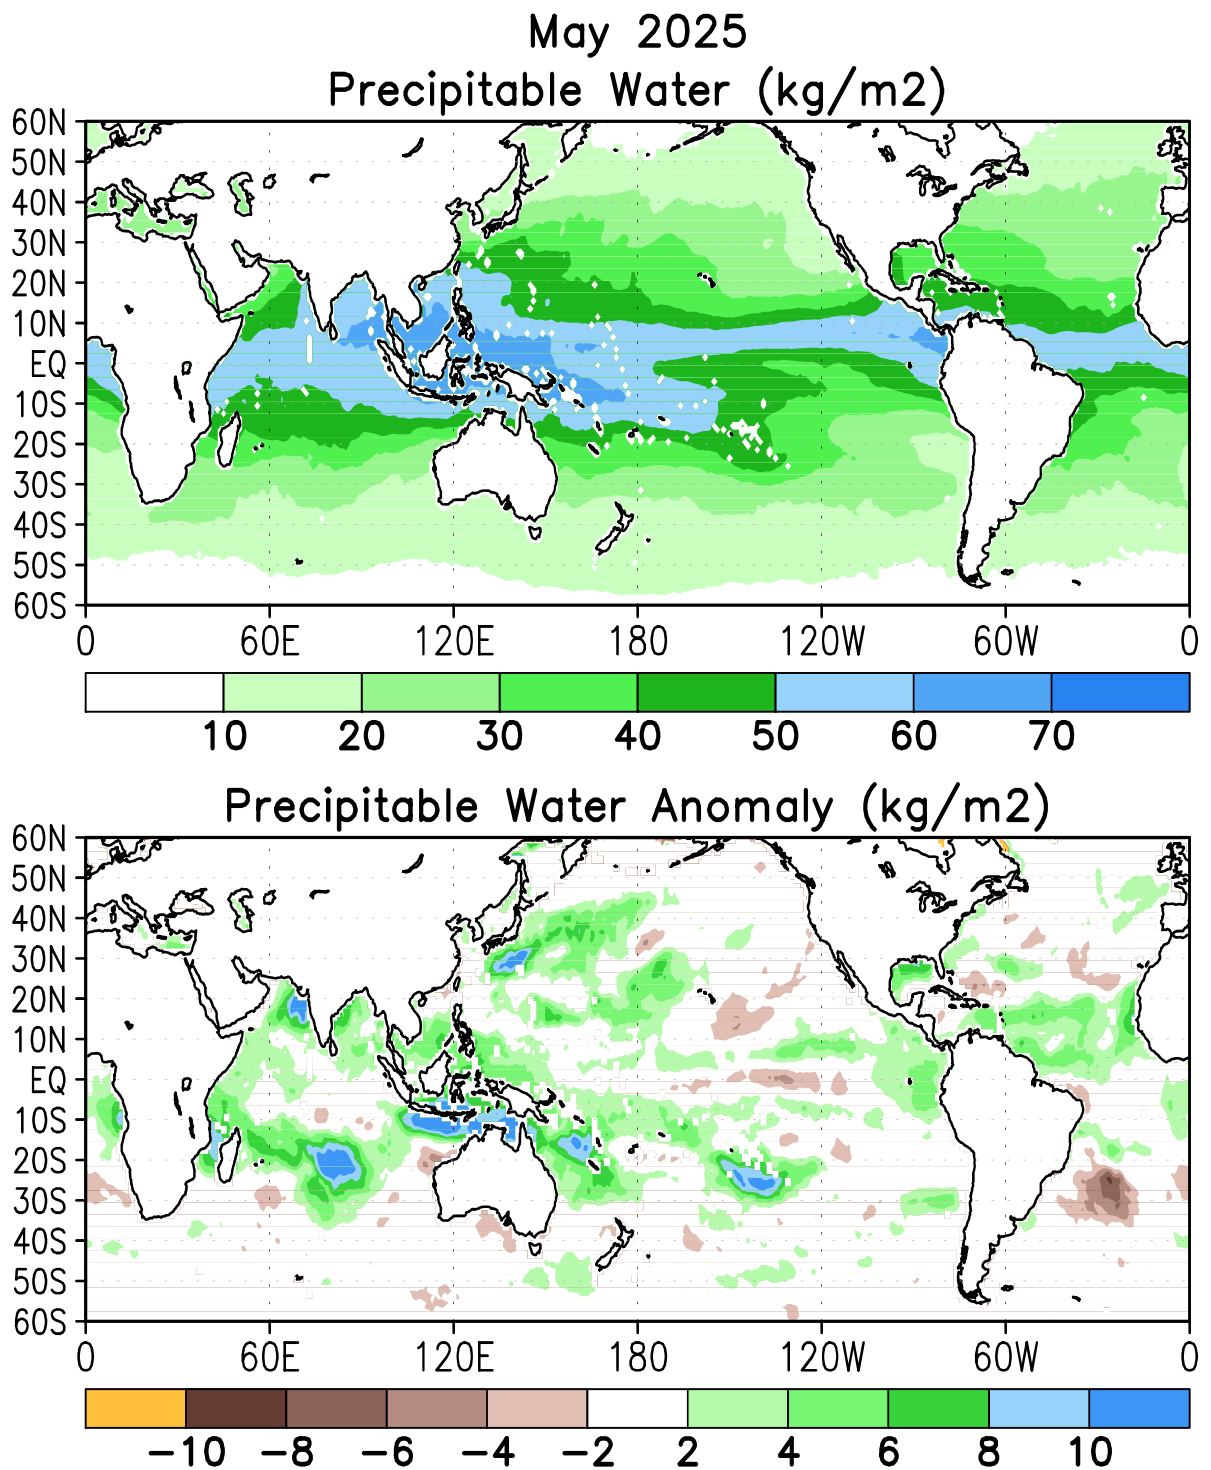 May 2025
Precipitable Water (kg/m2)
60N
50N
40N
30N
20N
10N
EQ
10S
20S
30S
40S
50S
60S
0 60E 120E 180 120W 60W 0
10 20 30 40 50 60 70
Precipitable Water Anomaly (kg/m2)
60N
50N
40N
30N
20N
10N
EQ
10S
20S
30S
40S
50S
60S
0 60E 120E 180 120W 60W 0
−10 −8 −6 −4 −2 2 4 6 8 10